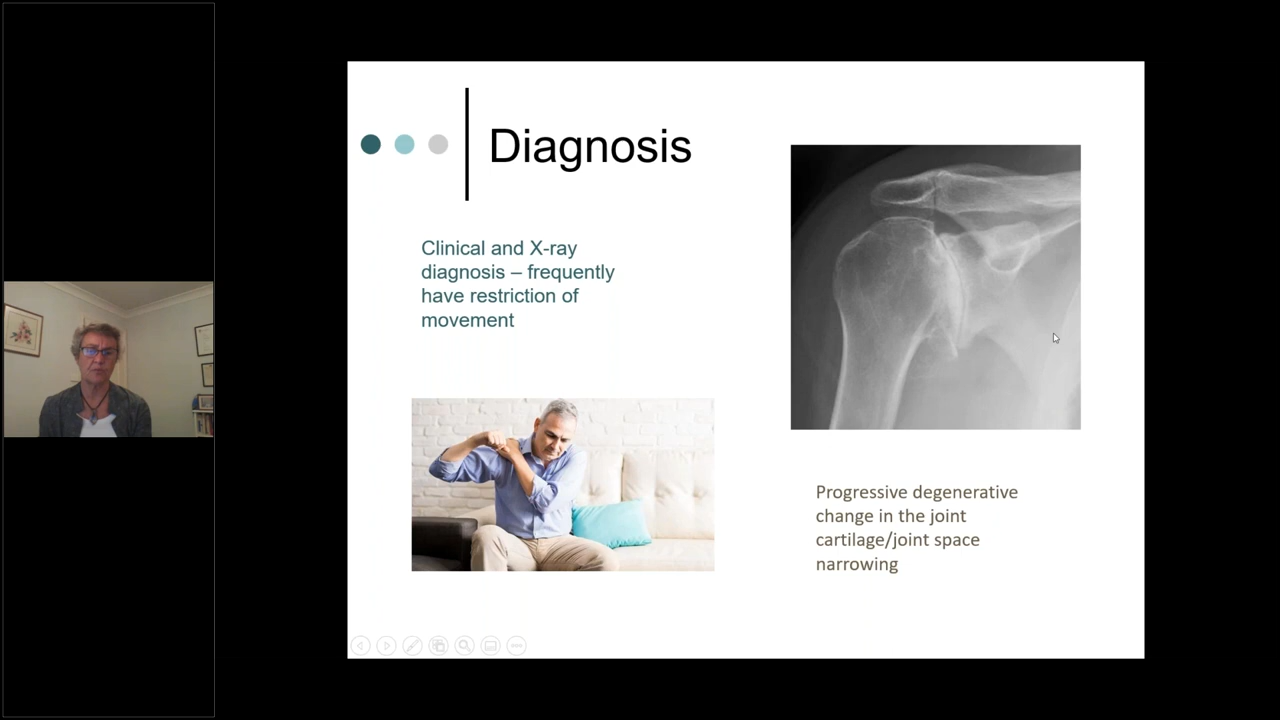 Diagnosis
Clinical and X-ray
diagnosis – frequently
have restriction of
movement
Progressive degenerative
change in the joint
cartilage/joint space
narrowing